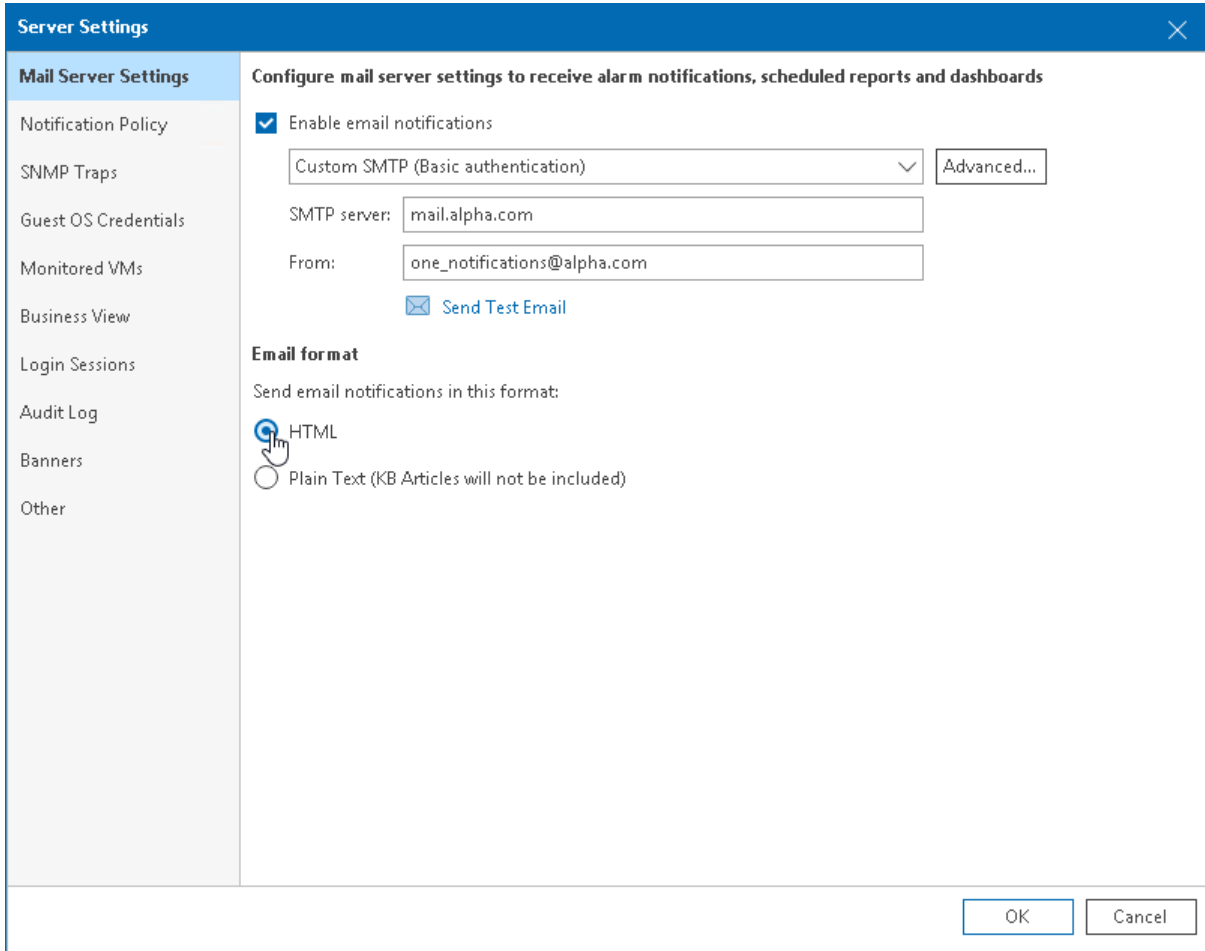 Server Settings
Mail Server Settings
Notification Policy
SNMP Traps
Guest OS Credentials
Monitored VMs
Business View
Login Sessions
Audit Log
Banners
Other
Configure mail server settings to receive alarm notifications, scheduled reports and dashboards
Enable email notifications
Custom SMTP (Basic authentication)
Advanced...
SMTP server: mail.alpha.com
From: one_notifications@alpha.com
Send Test Email
Email format
Send email notifications in this format:
HTML
Plain Text (KB Articles will not be included)
OK Cancel